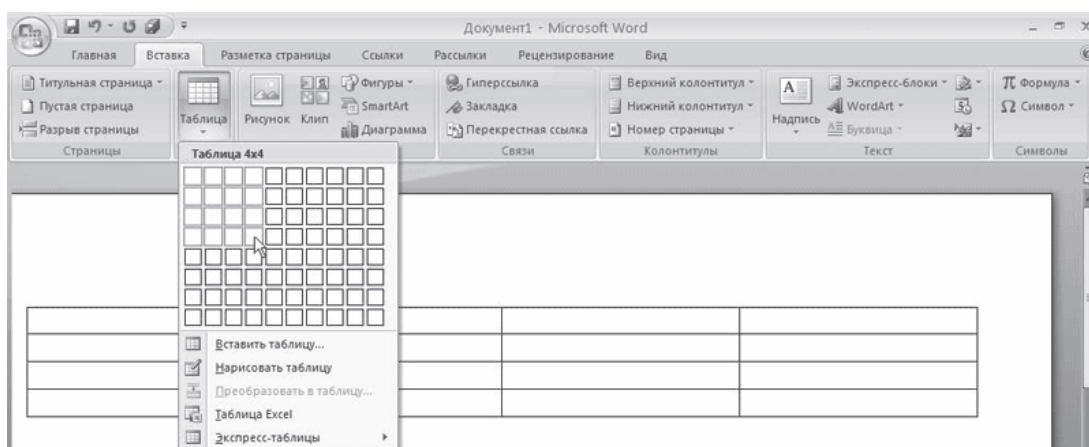 Документ1 - Microsoft Word
Главная Вставка Разметка страницы Ссылки Рассылки Рецензирование Вид
Титульная страница
Пустая страница
Разрыв страницы
Страницы
Таблица
Рисунок
Клип
Фигуры
SmartArt
Диаграмма
Гиперссылка
Закладка
Перекрестная ссылка
Связи
Верхний колонтитул
Нижний колонтитул
Номер страницы
Колонтитулы
A
Надпись
Экспресс-блоки
WordArt
Буквица
Текст
π Формула
Ω Символ
Символы
Таблица 4x4
Вставить таблицу...
Нарисовать таблицу
Преобразовать в таблицу...
Таблица Excel
Экспресс-таблицы